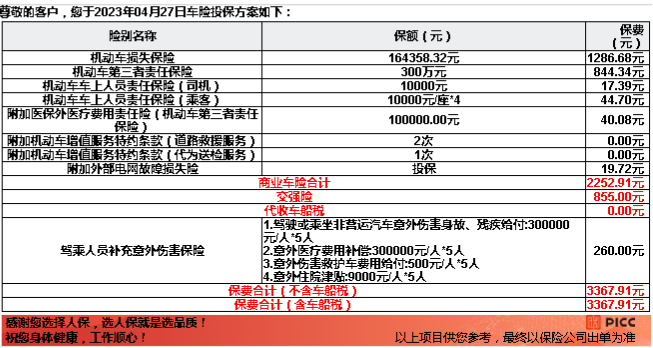 尊敬的客户，您于2023年04月27日车险投保方案如下：
险别名称 保额（元） 保费（元）
机动车损失保险 164358.32元 1286.68元
机动车第三者责任保险 300万元 844.34元
机动车车上人员责任保险（司机） 10000元 17.39元
机动车车上人员责任保险（乘客） 10000元/座*4 44.70元
附加医保外医疗费用责任险（机动车第三者责任保险） 100000.00元 40.08元
附加机动车增值服务特约条款（道路救援服务） 2次 0.00元
附加机动车增值服务特约条款（代为送检服务） 1次 0.00元
附加外部电网故障损失险 投保 19.72元
商业车险合计 2252.91元
交强险 855.00元
代收车船税 0.00元
驾乘人员补充意外伤害保险
1.驾驶或乘坐非营运汽车意外伤害身故、残疾给付:300000
元/人*5人
2.意外医疗费用补偿:30000元/人*5人
3.意外伤害救护车费用给付:500元/人*5人
4.意外住院津贴:9000元/人*5人
260.00元
保费合计（不含车船税） 3367.91元
保费合计（含车船税） 3367.91元
感谢您选择人保，选人保就是选品质！
PICC
祝您身体健康，工作顺心！
以上项目供您参考，最终以保险公司出单为准